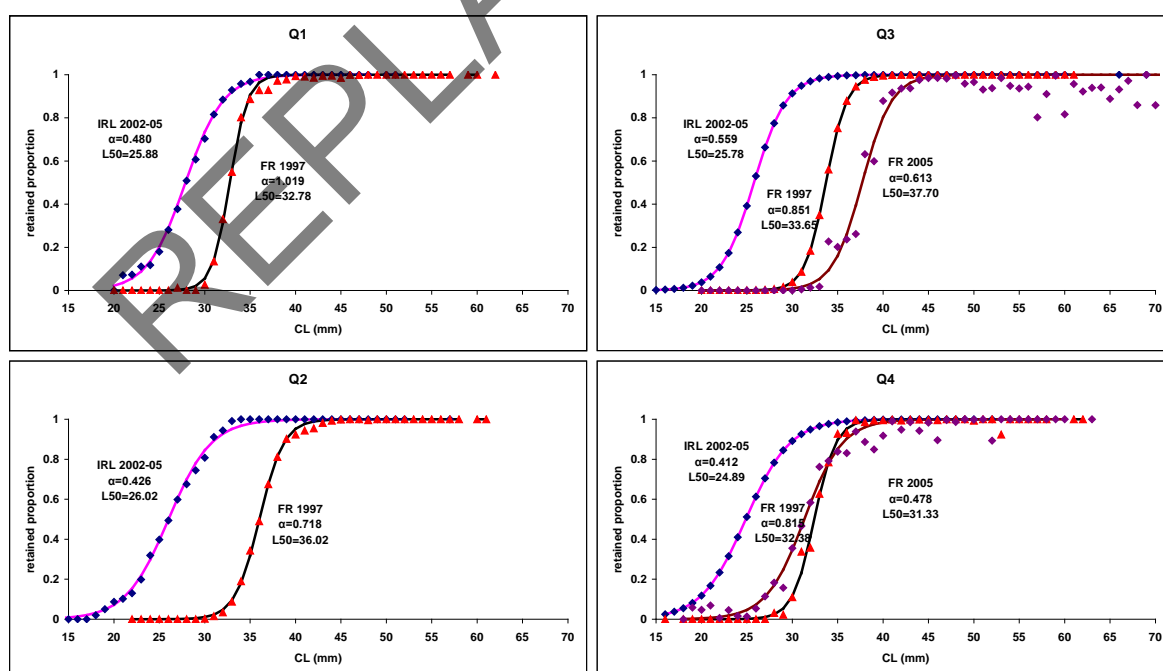 REPLA
Q1
retained proportion
1
0.8
0.6
0.4
0.2
0
IRL 2002-05
α=0.480
L50=25.88
FR 1997
α=1.019
L50=32.78
15 20 25 30 35 40 45 50 55 60 65 70
CL (mm)
Q3
retained proportion
1
0.8
0.6
0.4
0.2
0
IRL 2002-05
α=0.559
L50=25.78
FR 1997
α=0.851
L50=33.65
FR 2005
α=0.613
L50=37.70
15 20 25 30 35 40 45 50 55 60 65 70
CL (mm)
Q2
retained proportion
1
0.8
0.6
0.4
0.2
0
IRL 2002-05
α=0.426
L50=26.02
FR 1997
α=0.718
L50=36.02
15 20 25 30 35 40 45 50 55 60 65 70
CL (mm)
Q4
retained proportion
1
0.8
0.6
0.4
0.2
0
IRL 2002-05
α=0.412
L50=24.89
FR 1997
α=0.815
L50=32.38
FR 2005
α=0.478
L50=31.33
15 20 25 30 35 40 45 50 55 60 65 70
CL (mm)